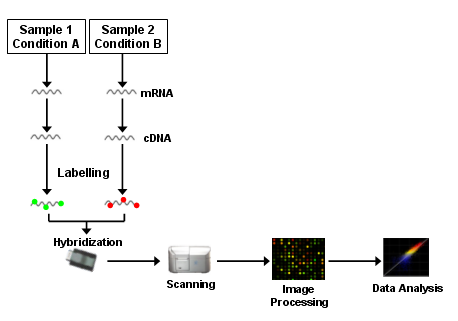 Sample 1
Condition A
Sample 2
Condition B
mRNA
cDNA
Labelling
Hybridization
Scanning
Image
Processing
Data Analysis